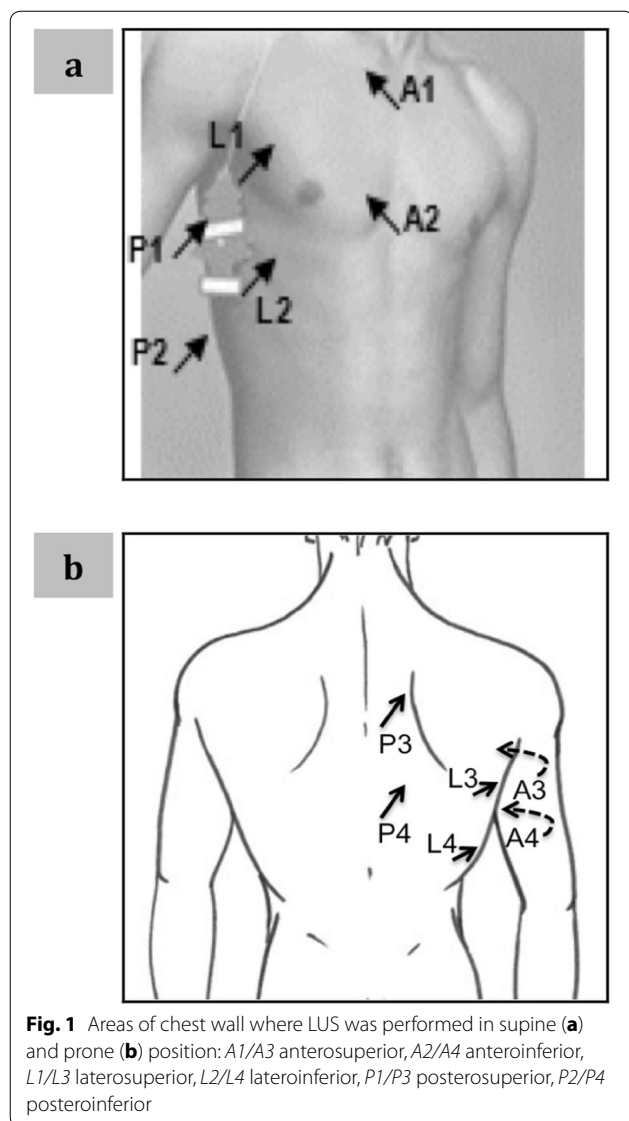 a
A1
L1
A2
P1
L2
P2
b
P3
L3
A3
P4
A4
L4
Fig. 1 Areas of chest wall where LUS was performed in supine (a)
and prone (b) position: A1/A3 anterosuperior, A2/A4 anteroinferior,
L1/L3 laterosuperior, L2/L4 lateroinferior, P1/P3 posterosuperior, P2/P4
posteroinferior